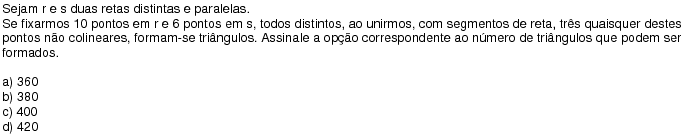 Sejam r e s duas retas distintas e paralelas.
Se fixarmos 10 pontos em r e 6 pontos em s, todos distintos, ao unirmos, com segmentos de reta, três quaisquer destes
pontos não colineares, formam-se triângulos. Assinale a opção correspondente ao número de triângulos que podem ser
formados.
a) 360
b) 380
c) 400
d) 420